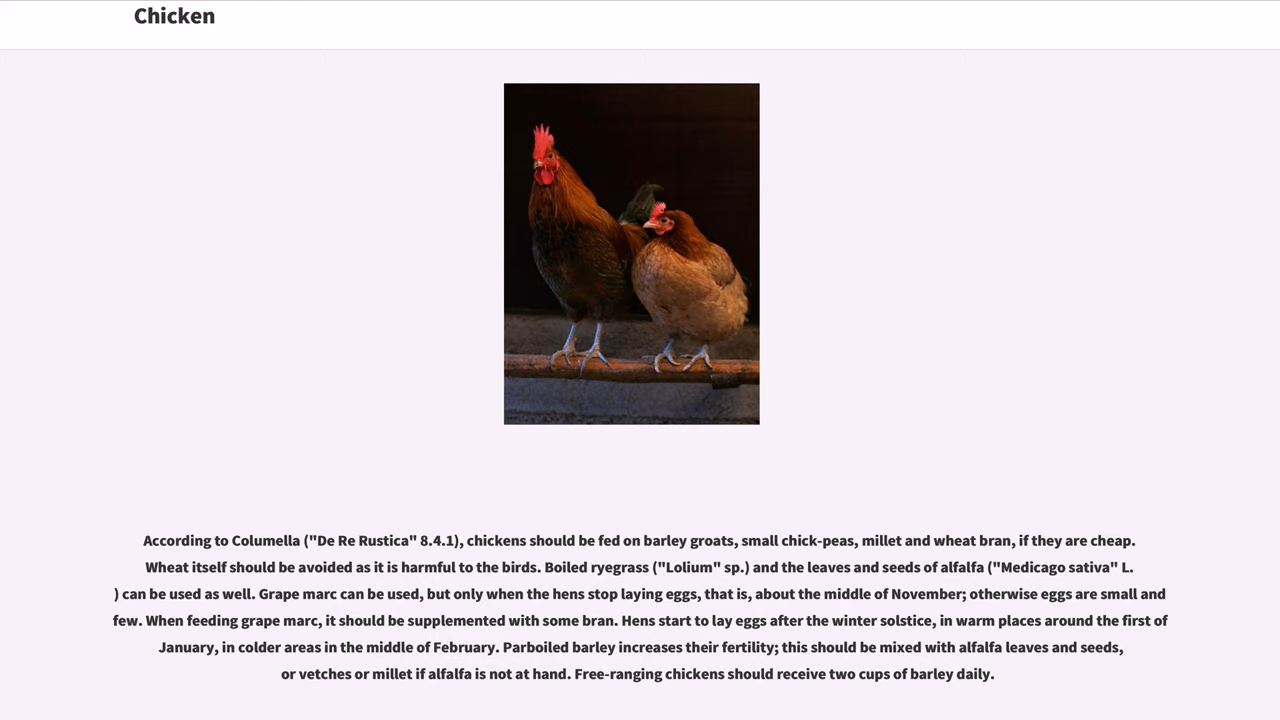 Chicken
According to Columella ("De Re Rustica" 8.4.1), chickens should be fed on barley groats, small chick-peas, millet and wheat bran, if they are cheap.
Wheat itself should be avoided as it is harmful to the birds. Boiled ryegrass ("Lolium" sp.) and the leaves and seeds of alfalfa ("Medicago sativa" L.
) can be used as well. Grape marc can be used, but only when the hens stop laying eggs, that is, about the middle of November; otherwise eggs are small and
few. When feeding grape marc, it should be supplemented with some bran. Hens start to lay eggs after the winter solstice, in warm places around the first of
January, in colder areas in the middle of February. Parboiled barley increases their fertility; this should be mixed with alfalfa leaves and seeds,
or vetches or millet if alfalfa is not at hand. Free-ranging chickens should receive two cups of barley daily.